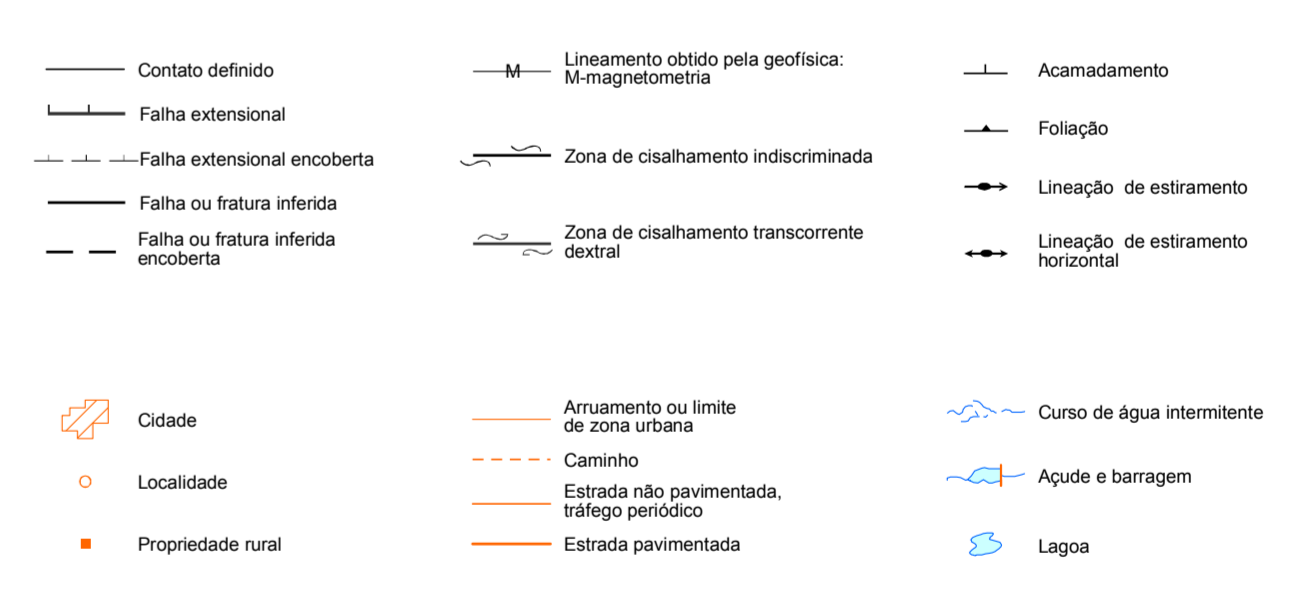 Contato definido
Falha extensional
Falha extensional encoberta
Falha ou fratura inferida
Falha ou fratura inferida
encoberta
M
Lineamento obtido pela geofísica:
M-magnetometria
Zona de cisalhamento indiscriminada
Zona de cisalhamento transcorrente
dextral
Acamadamento
Foliação
Lineação de estiramento
Lineação de estiramento
horizontal
Cidade
Localidade
Propriedade rural
Arruamento ou limite
de zona urbana
Caminho
Estrada não pavimentada,
tráfego periódico
Estrada pavimentada
Curso de água intermitente
Açude e barragem
Lagoa